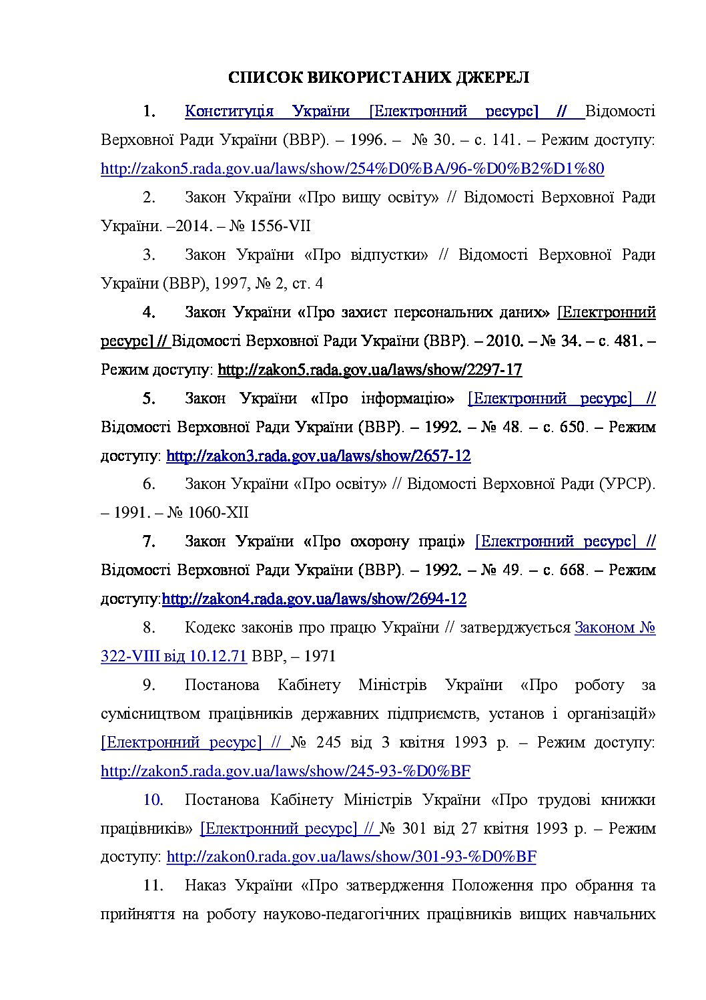 СПИСОК ВИКОРИСТАНИХ ДЖЕРЕЛ
1. Конституція України [Електронний ресурс] // Відомості
Верховної Ради України (ВВР). – 1996. – № 30. – с. 141. – Режим доступу:
http://zakon5.rada.gov.ua/laws/show/254%D0%BA/96-%D0%B2%D1%80
2. Закон України «Про вищу освіту» // Відомості Верховної Ради
України. –2014. – № 1556-VII
3. Закон України «Про відпустки» // Відомості Верховної Ради
України (ВВР), 1997, № 2, ст. 4
4. Закон України «Про захист персональних даних» [Електронний
ресурс] // Відомості Верховної Ради України (ВВР). – 2010. – № 34. – с. 481. –
Режим доступу: http://zakon5.rada.gov.ua/laws/show/2297-17
5. Закон України «Про інформацію» [Електронний ресурс] //
Відомості Верховної Ради України (ВВР). – 1992. – № 48. – с. 650. – Режим
доступу: http://zakon3.rada.gov.ua/laws/show/2657-12
6. Закон України «Про освіту» // Відомості Верховної Ради (УРСР).
– 1991. – № 1060-XII
7. Закон України «Про охорону праці» [Електронний ресурс] //
Відомості Верховної Ради України (ВВР). – 1992. – № 49. – с. 668. – Режим
доступу:http://zakon4.rada.gov.ua/laws/show/2694-12
8. Кодекс законів про працю України // затверджується Законом №
322-VIII від 10.12.71 ВВР, – 1971
9. Постанова Кабінету Міністрів України «Про роботу за
сумісництвом працівників державних підприємств, установ і організацій»
[Електронний ресурс] // № 245 від 3 квітня 1993 р. – Режим доступу:
http://zakon5.rada.gov.ua/laws/show/245-93-%D0%BF
10. Постанова Кабінету Міністрів України «Про трудові книжки
працівників» [Електронний ресурс] // № 301 від 27 квітня 1993 р. – Режим
доступу: http://zakon0.rada.gov.ua/laws/show/301-93-%D0%BF
11. Наказ України «Про затвердження Положення про обрання та
прийняття на роботу науково-педагогічних працівників вищих навчальних